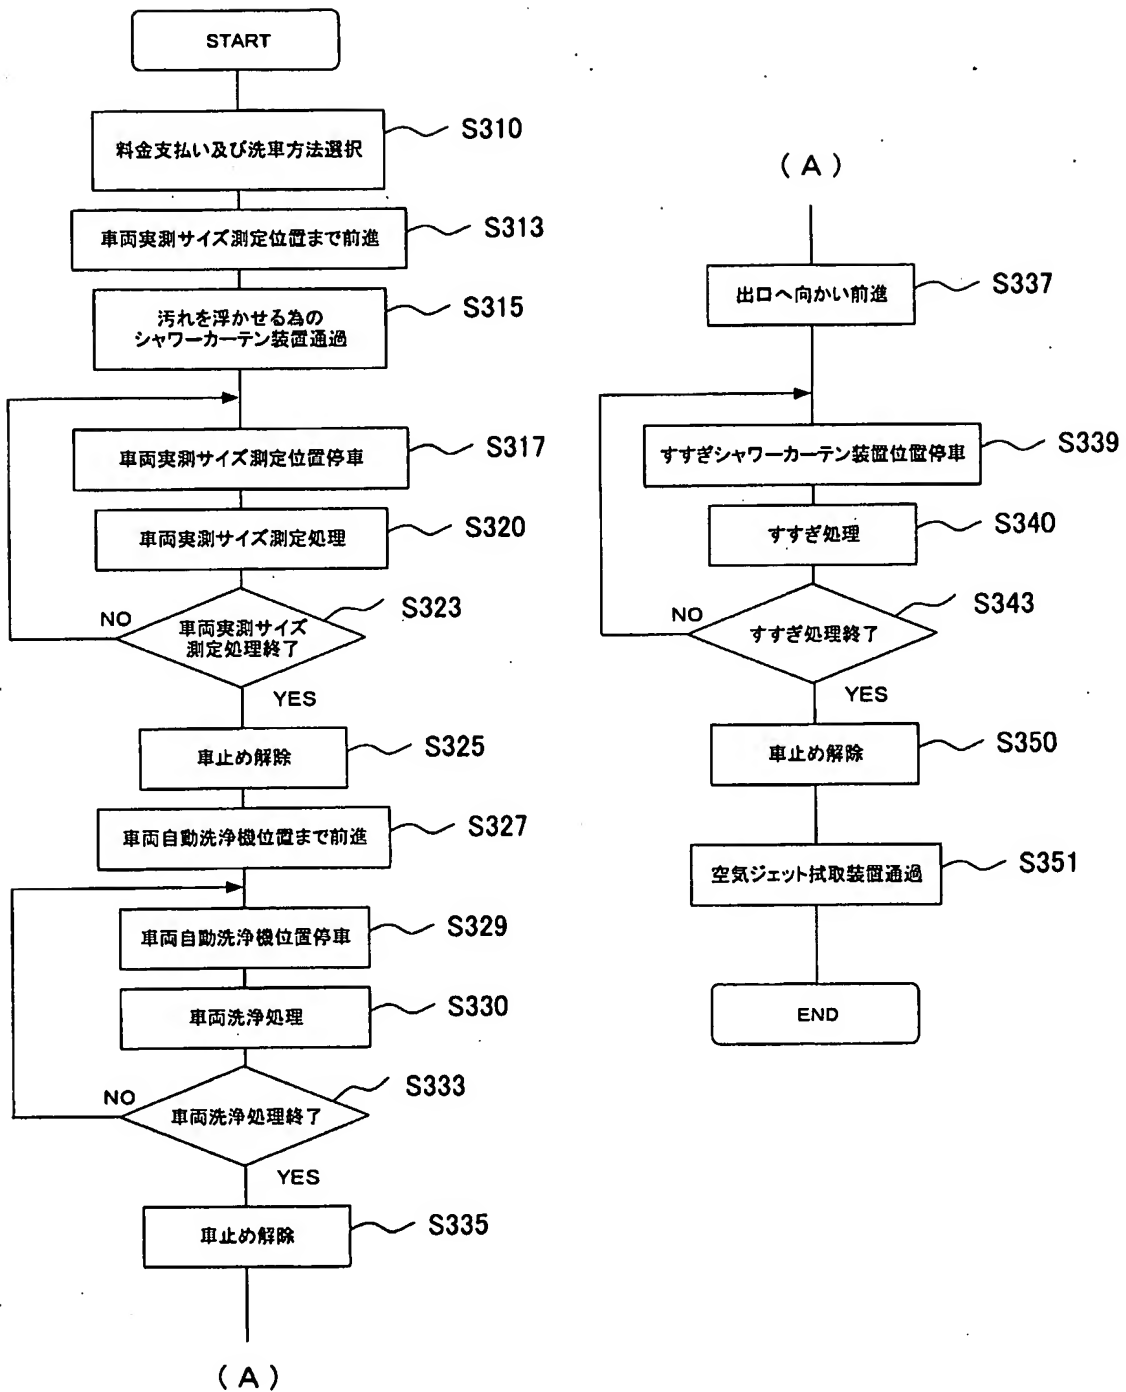 START
料金支払い及び洗車方法選択
S310
車両実測サイズ測定位置まで前進
S313
汚れを浮かせる為の
シャワーカーテン装置通過
S315
車両実測サイズ測定位置停車
S317
車両実測サイズ測定処理
S320
車両実測サイズ
測定処理終了
S323
NO
YES
車止め解除
S325
車両自動洗浄機位置まで前進
S327
車両自動洗浄機位置停車
S329
車両洗浄処理
S330
車両洗浄処理終了
S333
NO
YES
車止め解除
S335
(A)
(A)
出口へ向かい前進
S337
すすぎシャワーカーテン装置位置停車
S339
すすぎ処理
S340
すすぎ処理終了
S343
NO
YES
車止め解除
S350
空気ジェット拭取装置通過
S351
END